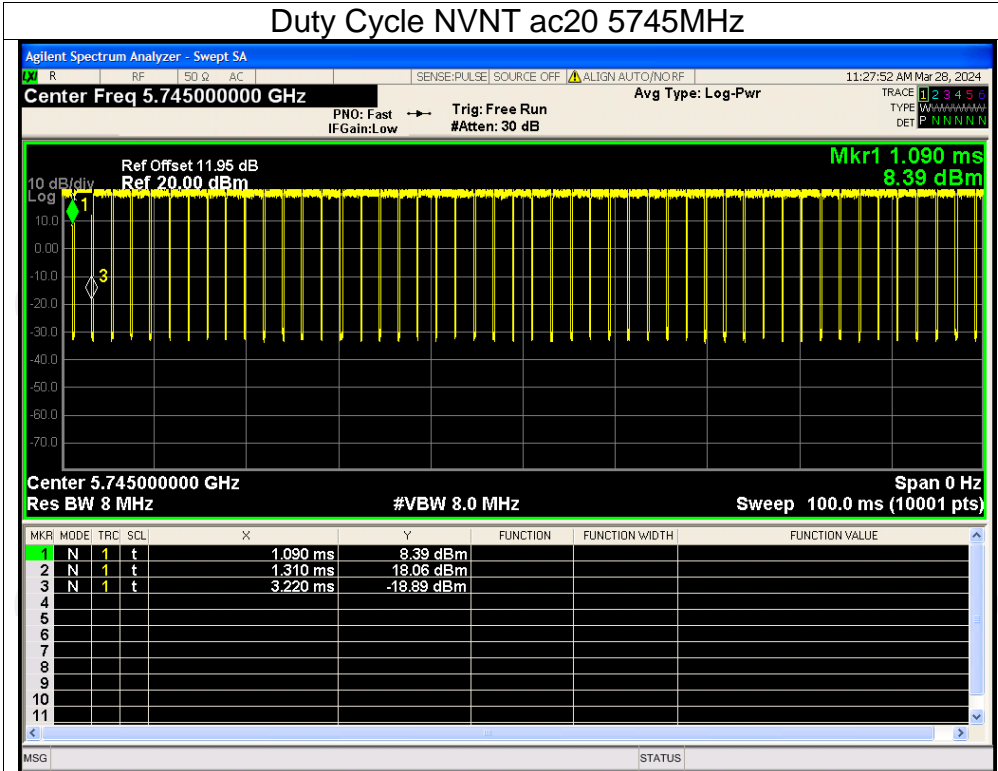 Duty Cycle NVNT ac20 5745MHz
Agilent Spectrum Analyzer - Swept SA
LXI R RF 50 Ω AC SENSE:PULSE SOURCE OFF ALIGN AUTO/NO RF 11:27:52 AM Mar 28, 2024
Center Freq 5.745000000 GHz
PNO: Fast
IFGain:Low
Trig: Free Run
#Atten: 30 dB
Avg Type: Log-Pwr
TRACE 1 2 3 4 5 6
TYPE WWWWWWW
DET P N N N N N
Mkr1 1.090 ms
8.39 dBm
Ref Offset 11.95 dB
10 dB/div Ref 20.00 dBm
Log
1
10.0
0.00
-10.0
3
-20.0
-30.0
-40.0
-50.0
-60.0
-70.0
Center 5.745000000 GHz Span 0 Hz
Res BW 8 MHz #VBW 8.0 MHz Sweep 100.0 ms (10001 pts)
MKR MODE TRC SCL X Y FUNCTION FUNCTION WIDTH FUNCTION VALUE
1 N 1 t 1.090 ms 8.39 dBm
2 N 1 t 1.310 ms 18.06 dBm
3 N 1 t 3.220 ms -18.89 dBm
4
5
6
7
8
9
10
11
MSG STATUS